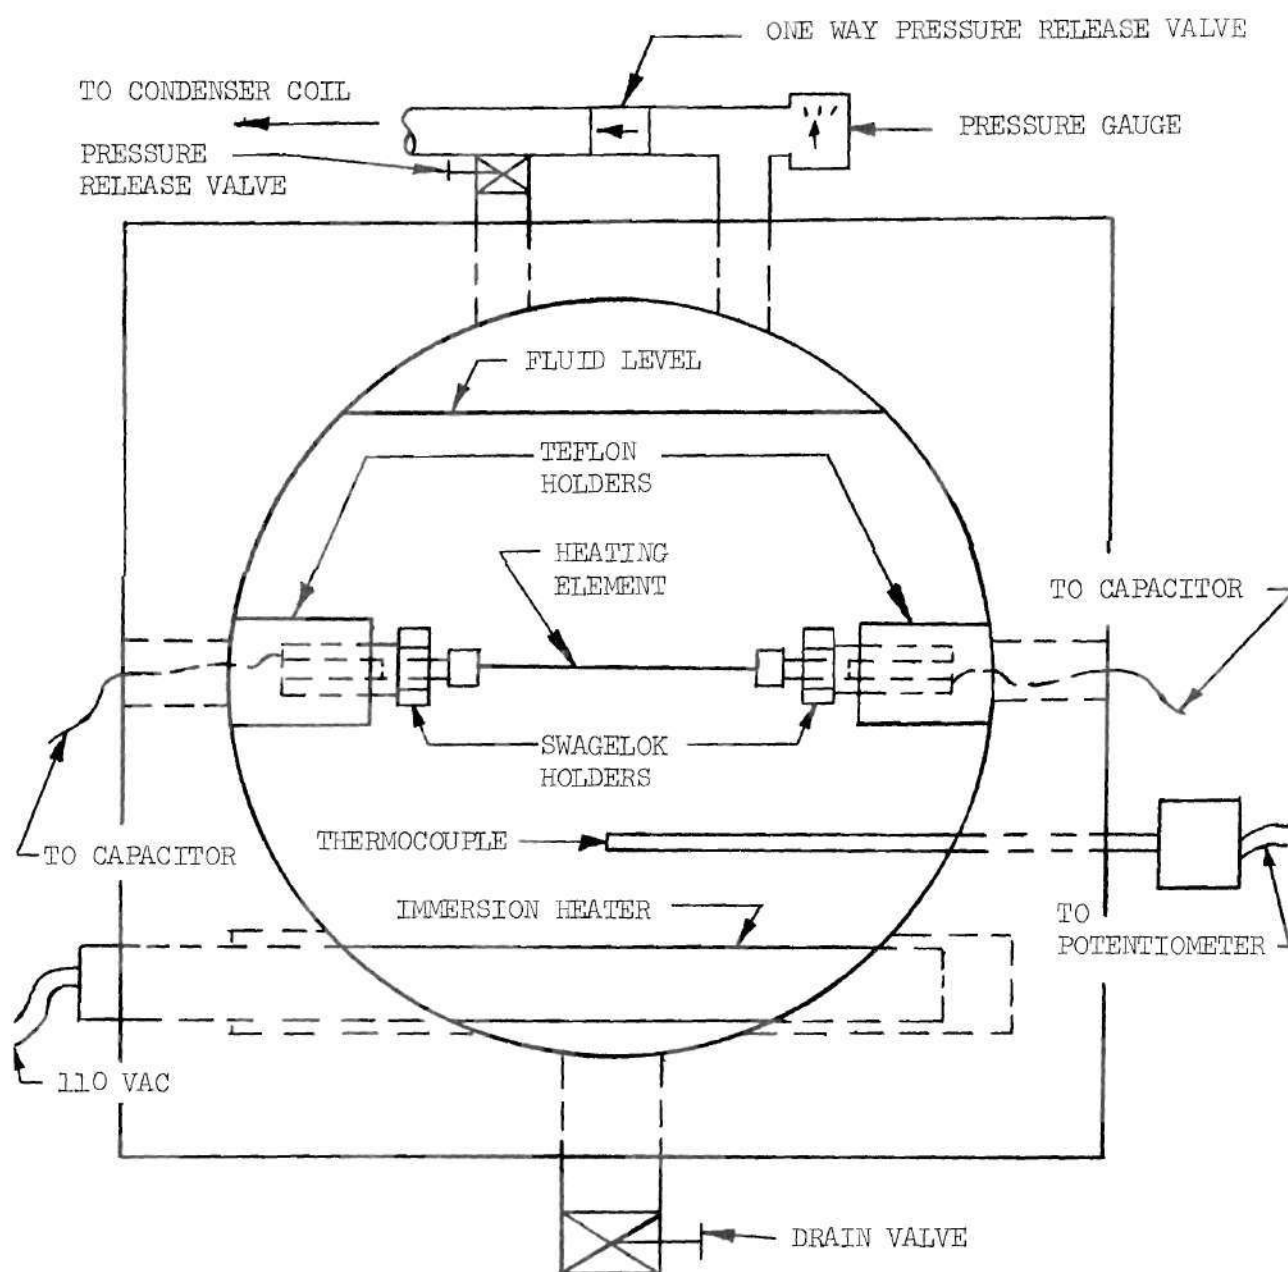 ONE WAY PRESSURE RELEASE VALVE
TO CONDENSER COIL
PRESSURE GAUGE
PRESSURE
RELEASE VALVE
FLUID LEVEL
TEFLON
HOLDERS
HEATING
ELEMENT
TO CAPACITOR
SWAGELOK
HOLDERS
THERMOCOUPLE
TO CAPACITOR
IMMERSION HEATER
TO
POTENTIOMETER
110 VAC
DRAIN VALVE